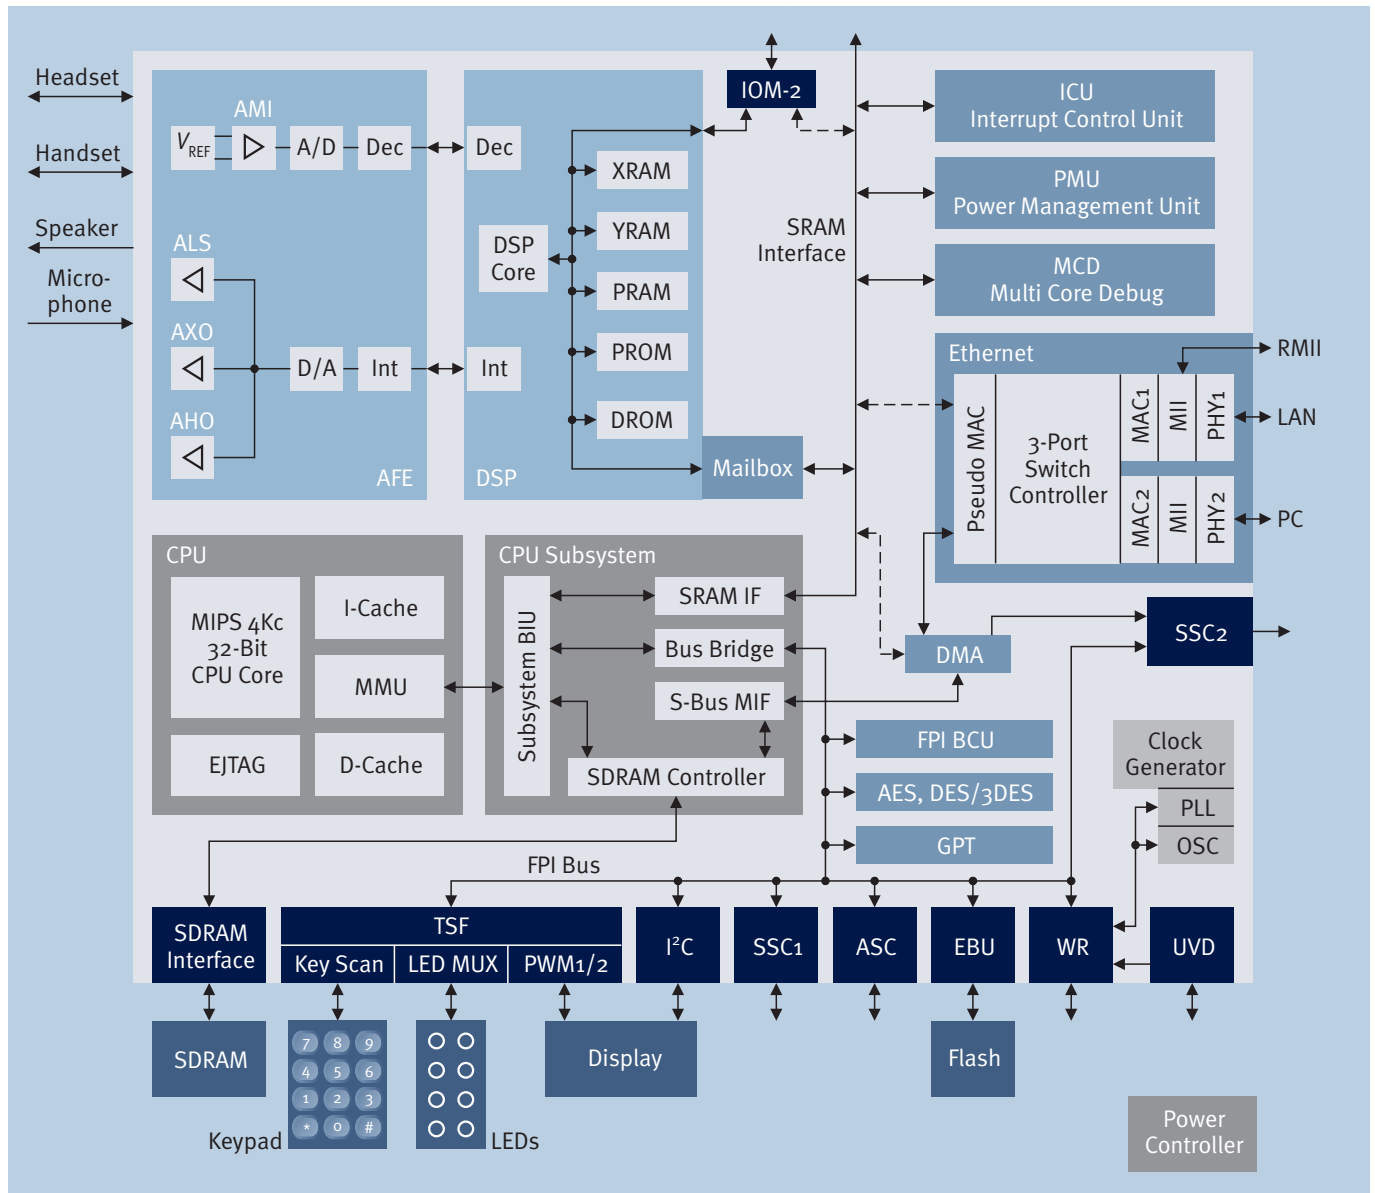 Headset
Handset
Speaker
Micro-
phone
AMI
V
REF
A/D
Dec
ALS
AXO
AHO
D/A
Int
AFE
Dec
DSP
Core
Int
DSP
XRAM
YRAM
PRAM
PROM
DROM
Mailbox
IOM-2
SRAM
Interface
ICU
Interrupt Control Unit
PMU
Power Management Unit
MCD
Multi Core Debug
Ethernet
Pseudo MAC
3-Port
Switch
Controller
MAC1
MII
PHY1
MAC2
MII
PHY2
RMII
LAN
PC
CPU
MIPS 4Kc
32-Bit
CPU Core
EJTAG
I-Cache
MMU
D-Cache
CPU Subsystem
Subsystem BIU
SRAM IF
Bus Bridge
S-Bus MIF
SDRAM Controller
DMA
SSC2
FPI BCU
AES, DES/3DES
GPT
Clock
Generator
PLL
OSC
FPI Bus
SDRAM
Interface
TSF
Key Scan
LED MUX
PWM1/2
I²C
SSC1
ASC
EBU
WR
UVD
SDRAM
7 8 9
4 5 6
1 2 3
* 0 #
Keypad
LEDs
Display
Flash
Power
Controller